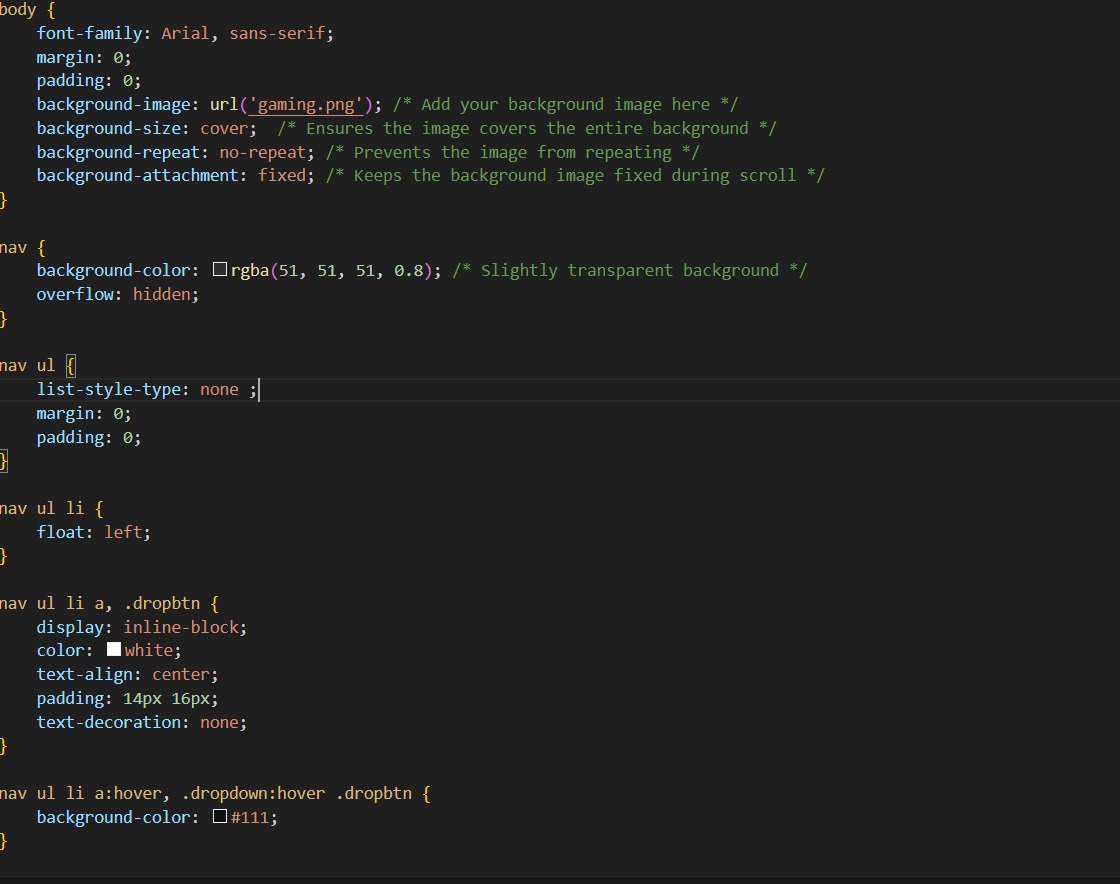 body {
    font-family: Arial, sans-serif;
    margin: 0;
    padding: 0;
    background-image: url('gaming.png'); /* Add your background image here */
    background-size: cover;  /* Ensures the image covers the entire background */
    background-repeat: no-repeat; /* Prevents the image from repeating */
    background-attachment: fixed; /* Keeps the background image fixed during scroll */
}
nav {
    background-color: rgba(51, 51, 51, 0.8); /* Slightly transparent background */
    overflow: hidden;
}
nav ul {
    list-style-type: none ;
    margin: 0;
    padding: 0;
}
nav ul li {
    float: left;
}
nav ul li a, .dropbtn {
    display: inline-block;
    color: white;
    text-align: center;
    padding: 14px 16px;
    text-decoration: none;
}
nav ul li a:hover, .dropdown:hover .dropbtn {
    background-color: #111;
}